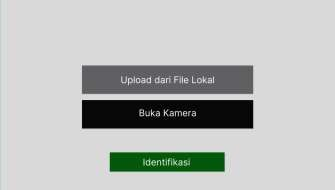 Upload dari File Lokal
Buka Kamera
Identifikasi